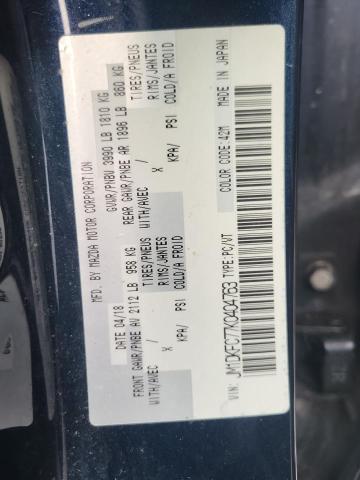 MFD. BY MAZDA MOTOR CORPORATION
DATE 04/18 GVWR/PNBV 3990 LB 1810 KG
FRONT GAWR/PNBE AV 2112 LB 958 KG REAR GAWR/PNBE AR 1896 LB 860 KG
WITH/AVEC TIRES/PNEUS WITH/AVEC TIRES/PNEUS
X RIMS/JANTES X RIMS/JANTES
KPA/ PSI COLD/A FROID KPA/ PSI COLD/A FROID
COLOR CODE:42M MADE IN JAPAN
VIN: JM1DKFC77K0404763 TYPE:PC/VT